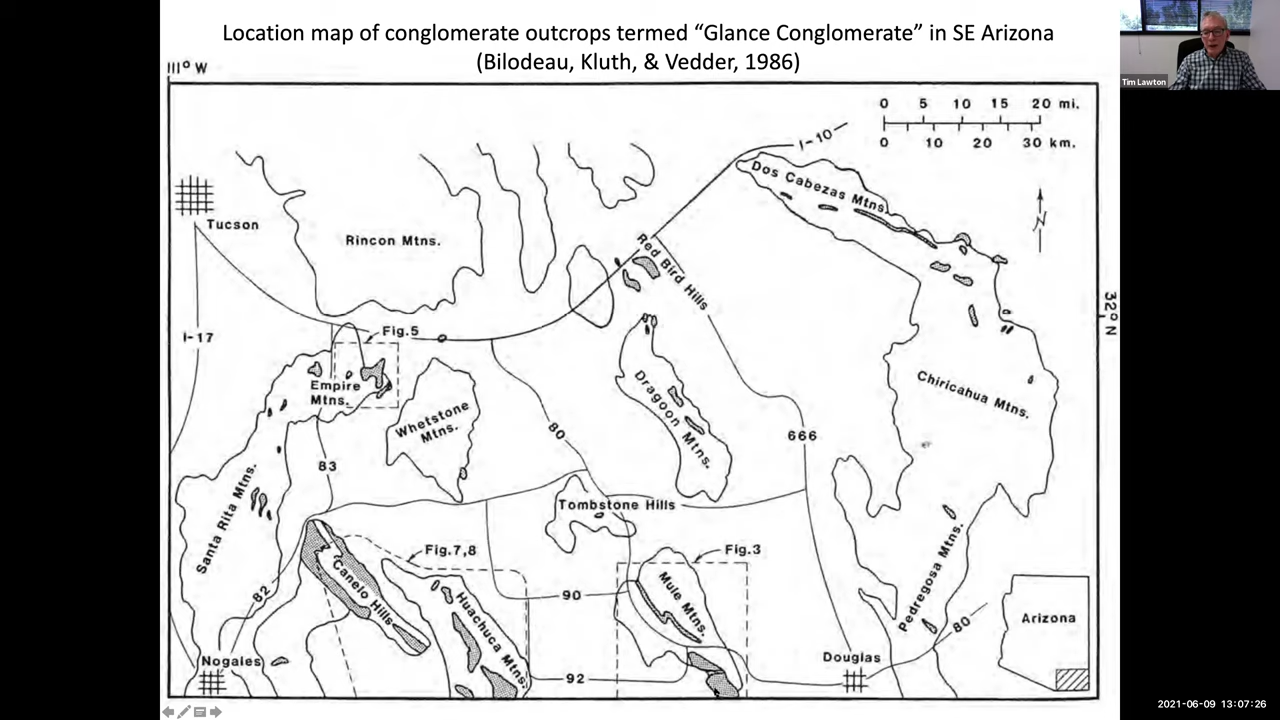 Location map of conglomerate outcrops termed “Glance Conglomerate” in SE Arizona
(Bilodeau, Kluth, & Vedder, 1986)
Tim Lawton
111° W
0 5 10 15 20 mi.
0 10 20 30 km.
I-10
Dos Cabezas Mtns.
N
Tucson
Rincon Mtns.
Red Bird Hills
32° N
I-17
Fig.5
Empire
Mtns.
Whetstone
Mtns.
Dragoon Mtns.
Chiricahua Mtns.
80
666
83
Santa Rita Mtns.
Tombstone Hills
Fig.7,8
Fig.3
Canelo Hills
Huachuca Mtns.
Mule Mtns.
Pedregosa Mtns.
82
90
80
Arizona
Nogales
92
Douglas
2021-06-09 13:07:26